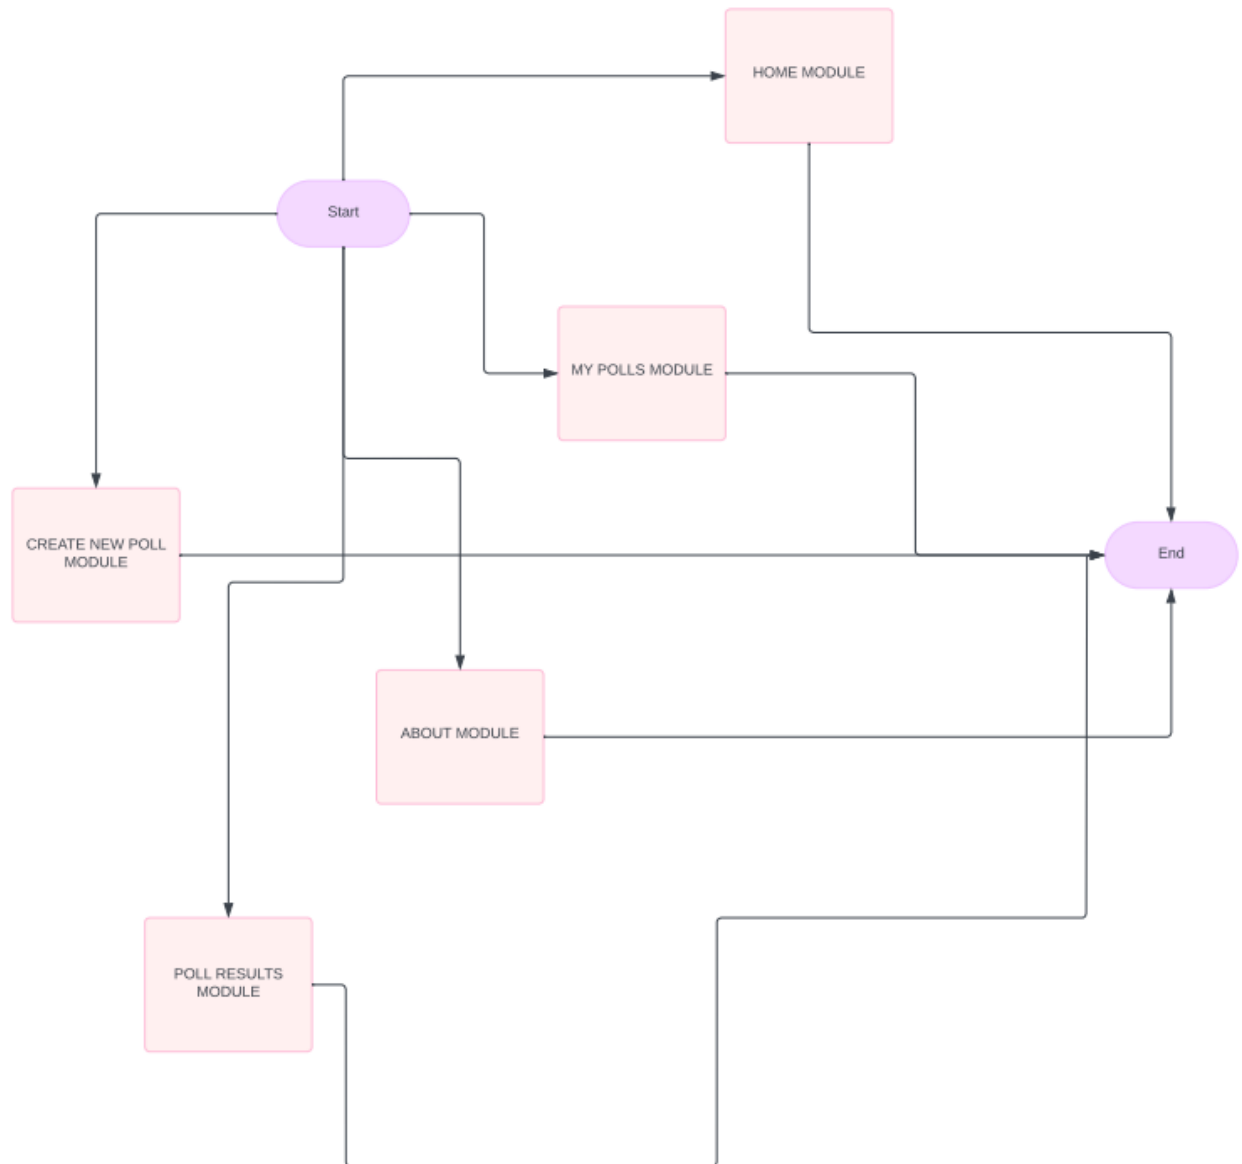 HOME MODULE
Start
MY POLLS MODULE
CREATE NEW POLL
MODULE
End
ABOUT MODULE
POLL RESULTS
MODULE